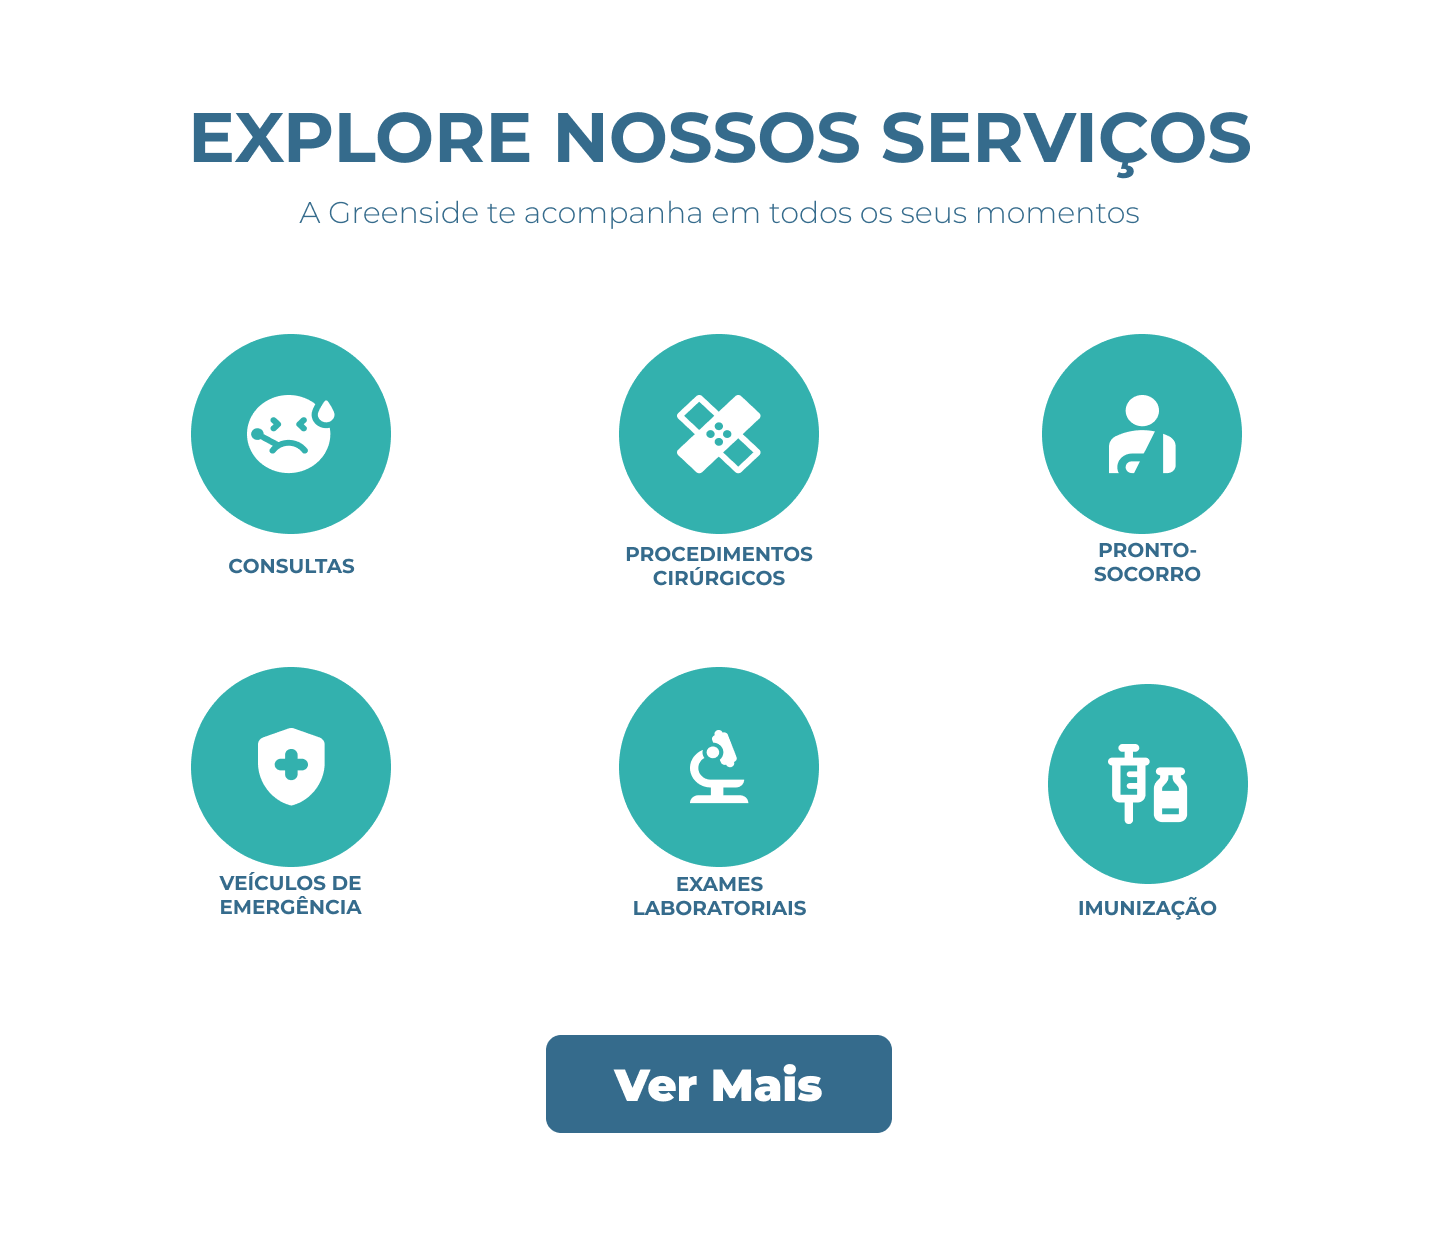 EXPLORE NOSSOS SERVIÇOS
A Greenside te acompanha em todos os seus momentos
CONSULTAS
PROCEDIMENTOS
CIRÚRGICOS
PRONTO-
SOCORRO
VEÍCULOS DE
EMERGÊNCIA
EXAMES
LABORATORIAIS
IMUNIZAÇÃO
Ver Mais